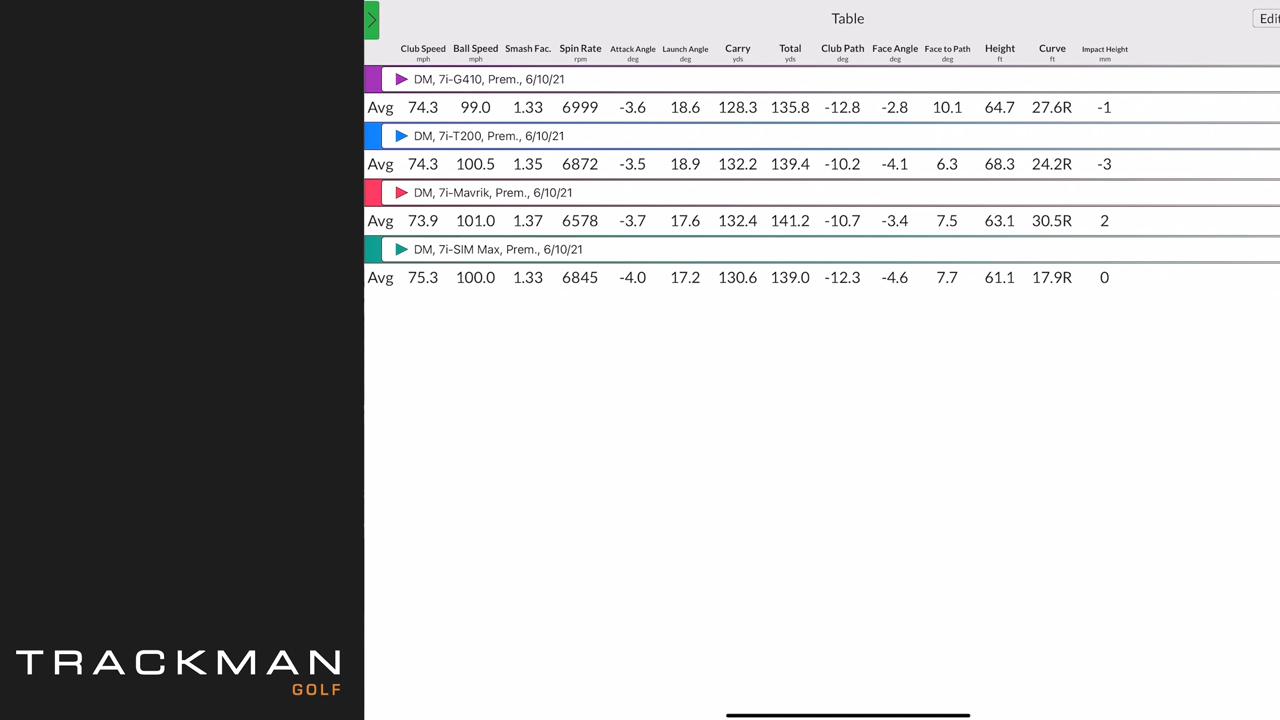 Table
Edit
Club Speed Ball Speed Smash Fac. Spin Rate Attack Angle Launch Angle Carry Total Club Path Face Angle Face to Path Height Curve Impact Height
mph mph rpm deg deg yds yds deg deg deg ft ft mm
DM, 7i-G410, Prem., 6/10/21
Avg 74.3 99.0 1.33 6999 -3.6 18.6 128.3 135.8 -12.8 -2.8 10.1 64.7 27.6R -1
DM, 7i-T200, Prem., 6/10/21
Avg 74.3 100.5 1.35 6872 -3.5 18.9 132.2 139.4 -10.2 -4.1 6.3 68.3 24.2R -3
DM, 7i-Mavrik, Prem., 6/10/21
Avg 73.9 101.0 1.37 6578 -3.7 17.6 132.4 141.2 -10.7 -3.4 7.5 63.1 30.5R 2
DM, 7i-SIM Max, Prem., 6/10/21
Avg 75.3 100.0 1.33 6845 -4.0 17.2 130.6 139.0 -12.3 -4.6 7.7 61.1 17.9R 0
TRACKMAN
GOLF